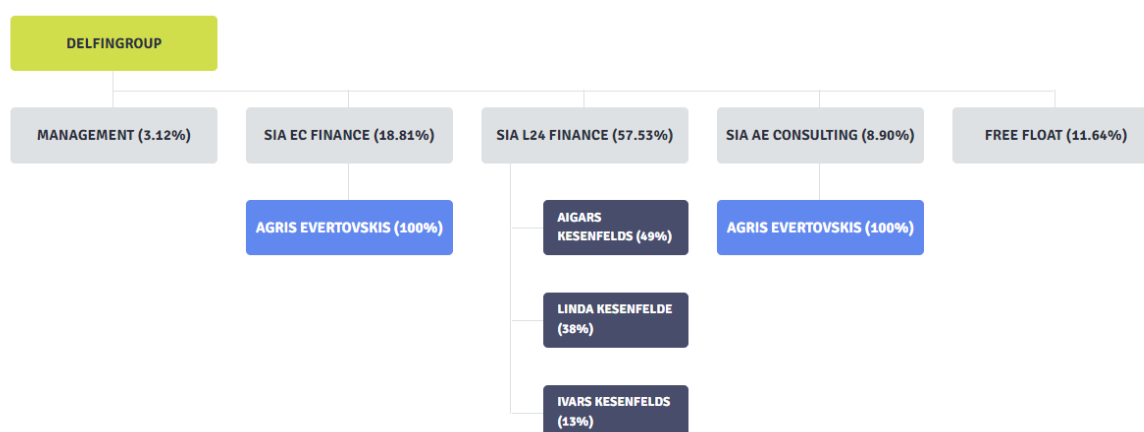 DELFINGROUP
MANAGEMENT (3.12%)
SIA EC FINANCE (18.81%)
SIA L24 FINANCE (57.53%)
SIA AE CONSULTING (8.90%)
FREE FLOAT (11.64%)
AGRIS EVERTOVSKIS (100%)
AIGARS
KESENFELDS (49%)
AGRIS EVERTOVSKIS (100%)
LINDA KESENFELDE
(38%)
IVARS KESENFELDS
(13%)